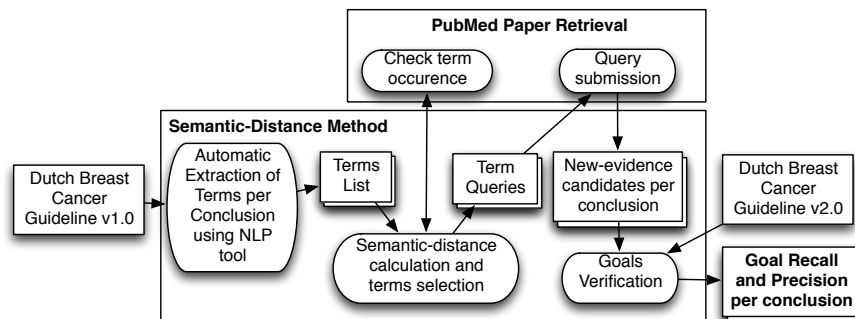 PubMed Paper Retrieval
Check term
occurence
Query
submission
Semantic-Distance Method
Dutch Breast
Cancer
Guideline v1.0
Automatic
Extraction of
Terms per
Conclusion
using NLP
tool
Terms
List
Term
Queries
New-evidence
candidates per
conclusion
Dutch Breast
Cancer
Guideline v2.0
Semantic-distance
calculation and
terms selection
Goals
Verification
Goal Recall
and Precision
per conclusion